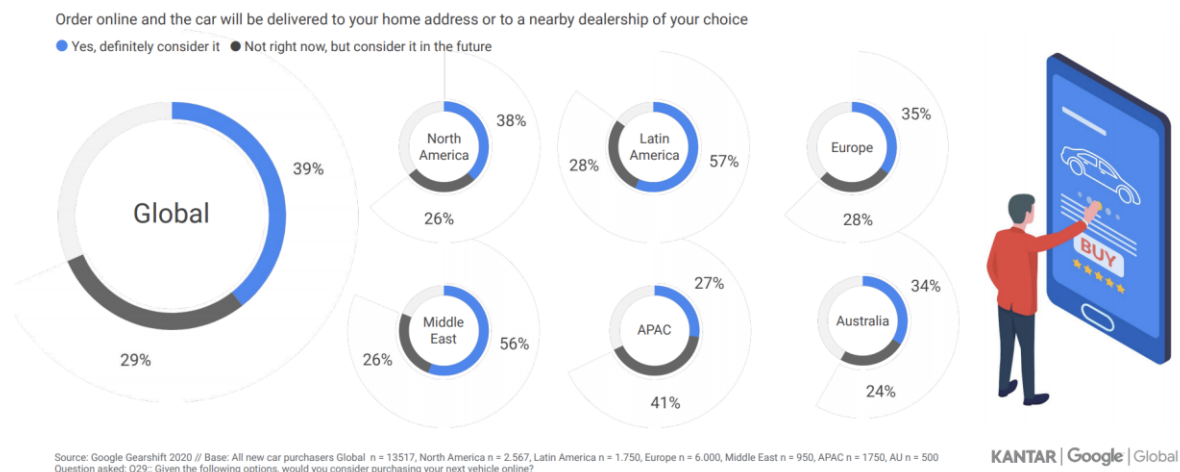 Order online and the car will be delivered to your home address or to a nearby dealership of your choice
Yes, definitely consider it Not right now, but consider it in the future
Global
39%
29%
North
America
38%
26%
Latin
America
57%
28%
Europe
35%
28%
Middle
East
56%
26%
APAC
27%
41%
Australia
34%
24%
BUY
Source: Google Gearshift 2020 // Base: All new car purchasers Global n = 13517, North America n = 2.567, Latin America n = 1.750, Europe n = 6.000, Middle East n = 950, APAC n = 1750, AU n = 500
Question asked: Q29:: Given the following options, would you consider purchasing your next vehicle online?
KANTAR | Google | Global